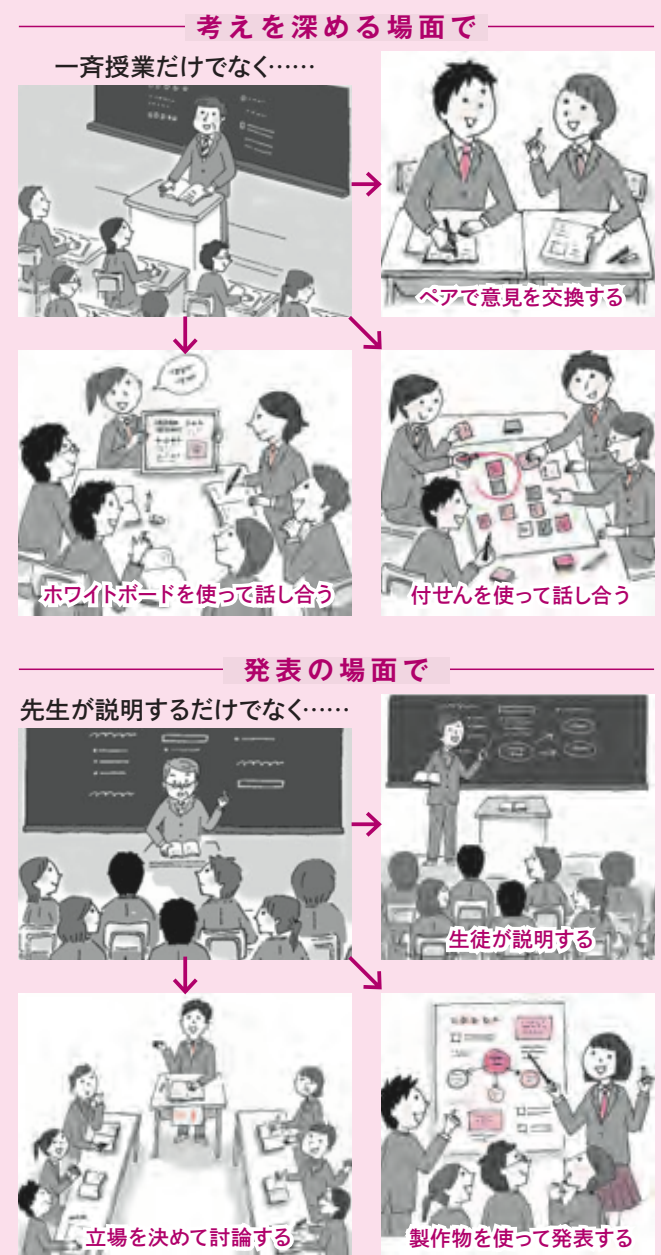 考えを深める場面で
一斉授業だけでなく……
ペアで意見を交換する
ホワイトボードを使って話し合う
付せんを使って話し合う
発表の場面で
先生が説明するだけでなく……
生徒が説明する
立場を決めて討論する
製作物を使って発表する